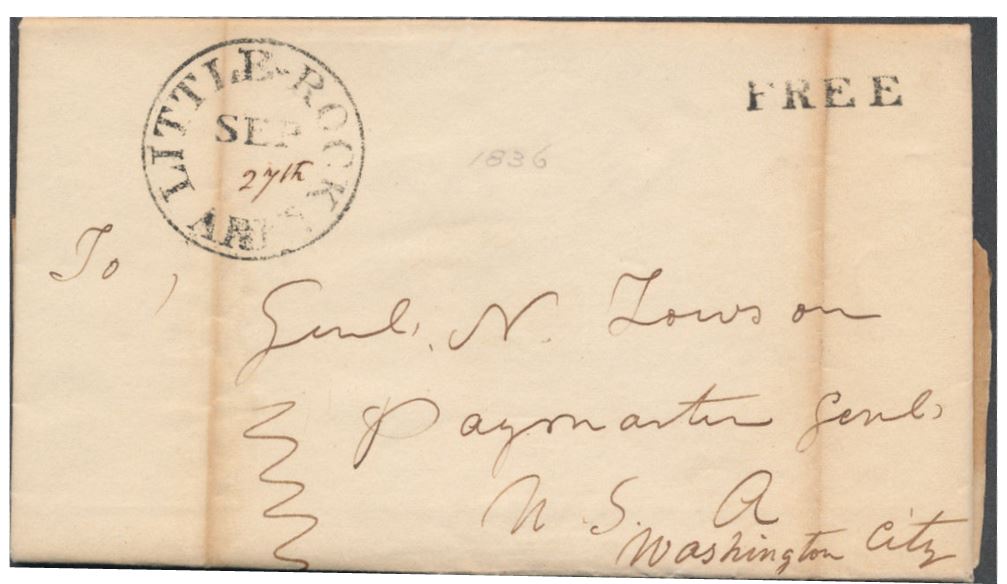 LITTLE-ROCK
SEP
27th
ARK
FREE
1836
To,
Genl. N. Towson
Paymaster Genl.
U. S. A
Washington City